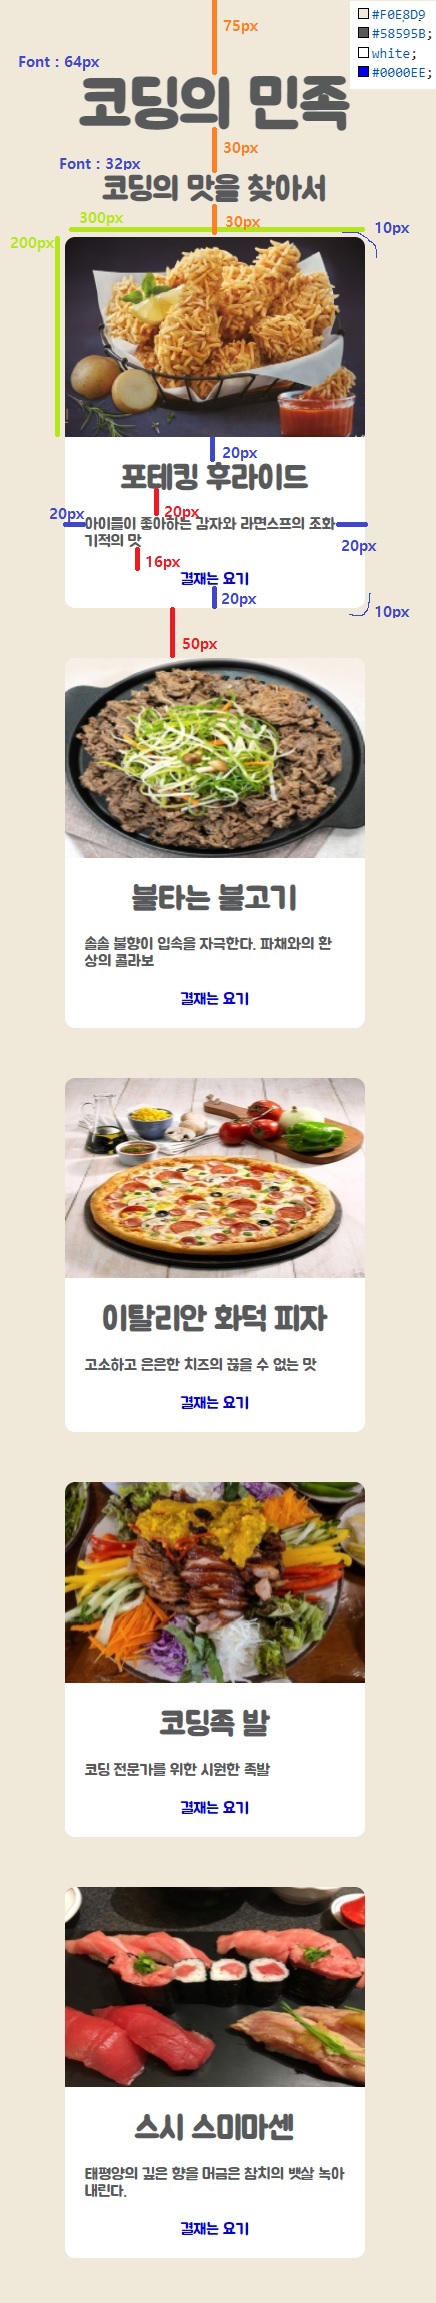 75px
#F0E8D9
#58595B;
white;
#0000EE;
Font : 64px
코딩의 민족
30px
Font : 32px
코딩의 맛을 찾아서
300px
30px
10px
200px
20px
포테킹 후라이드
20px
20px
아이들이 좋아하는 감자와 라면스프의 조화
기적의 맛
20px
16px
결재는 요기
20px
10px
50px
불타는 불고기
솔솔 불향이 입속을 자극한다. 파채와의 환
상의 콜라보
결재는 요기
이탈리안 화덕 피자
고소하고 은은한 치즈의 끊을 수 없는 맛
결재는 요기
코딩족 발
코딩 전문가를 위한 시원한 족발
결재는 요기
스시 스미마센
태평양의 깊은 향을 머금은 참치의 뱃살 녹아
내린다.
결재는 요기